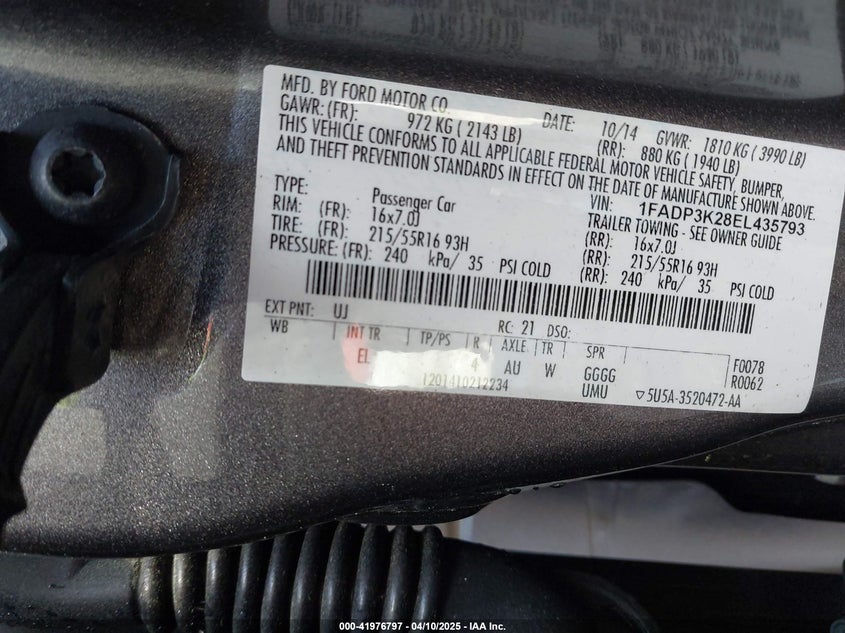 MFD. BY FORD MOTOR CO. DATE: 10/14 GVWR: 1810 KG ( 3990 LB)
GAWR: (FR): 972 KG ( 2143 LB) (RR): 880 KG ( 1940 LB)
THIS VEHICLE CONFORMS TO ALL APPLICABLE FEDERAL MOTOR VEHICLE SAFETY, BUMPER,
AND THEFT PREVENTION STANDARDS IN EFFECT ON THE DATE OF MANUFACTURE SHOWN ABOVE.
VIN: 1FADP3K28EL435793
TYPE: Passenger Car TRAILER TOWING - SEE OWNER GUIDE
RIM: (FR): 16x7.0J (RR): 16x7.0J
TIRE: (FR): 215/55R16 93H (RR): 215/55R16 93H
PRESSURE: (FR): 240 kPa/ 35 PSI COLD (RR): 240 kPa/ 35 PSI COLD
EXT PNT: UJ RC: 21 DSO:
WB INT TR TP/PS R AXLE TR SPR F0078
EL 4 AU W GGGG R0062
1201410212234 UMU ▽5U5A-3520472-AA
000-41976797 - 04/10/2025 - IAA Inc.